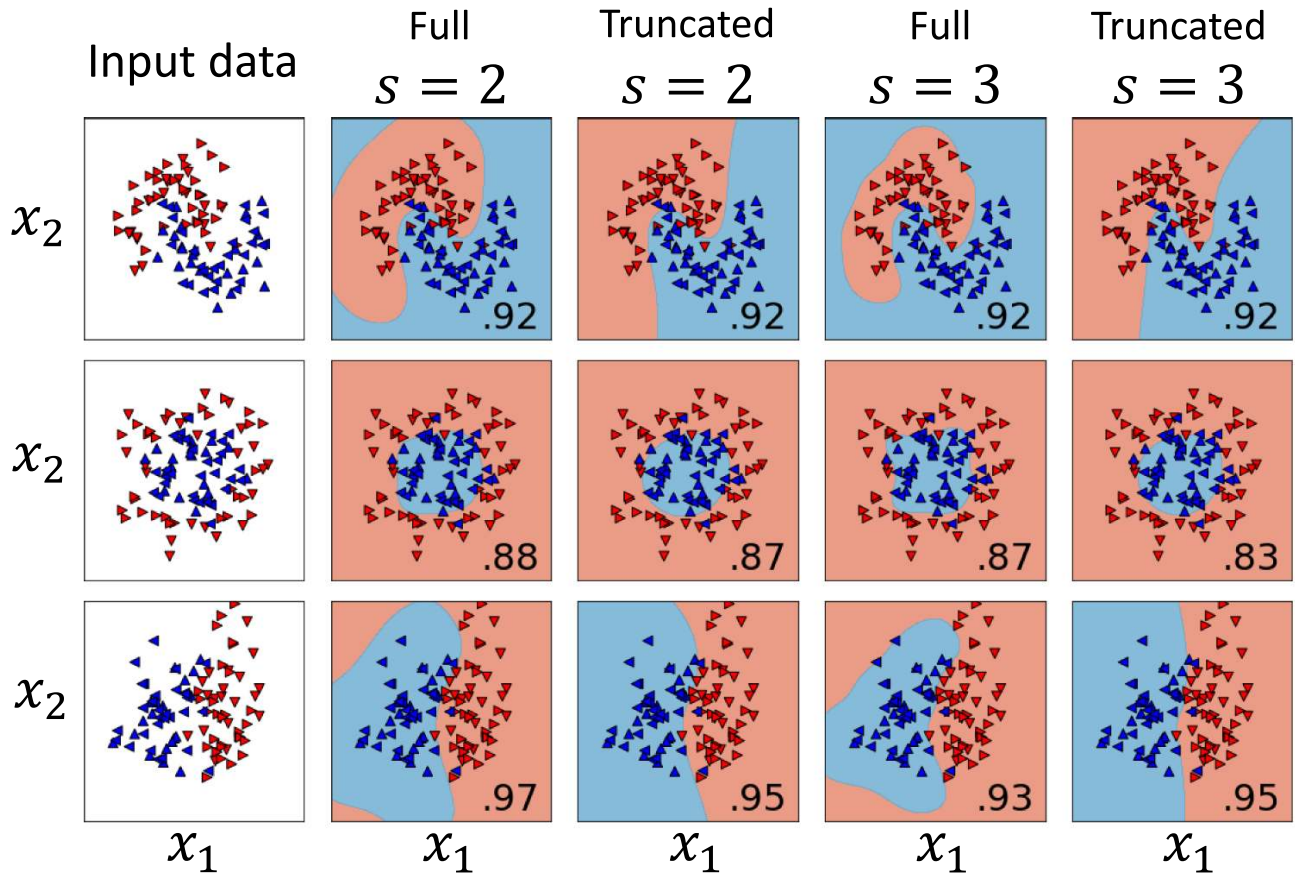 Input data
Full
s = 2
Truncated
s = 2
Full
s = 3
Truncated
s = 3
x₂
.92
.92
.92
.92
x₂
.88
.87
.87
.83
x₂
.97
.95
.93
.95
x₁
x₁
x₁
x₁
x₁